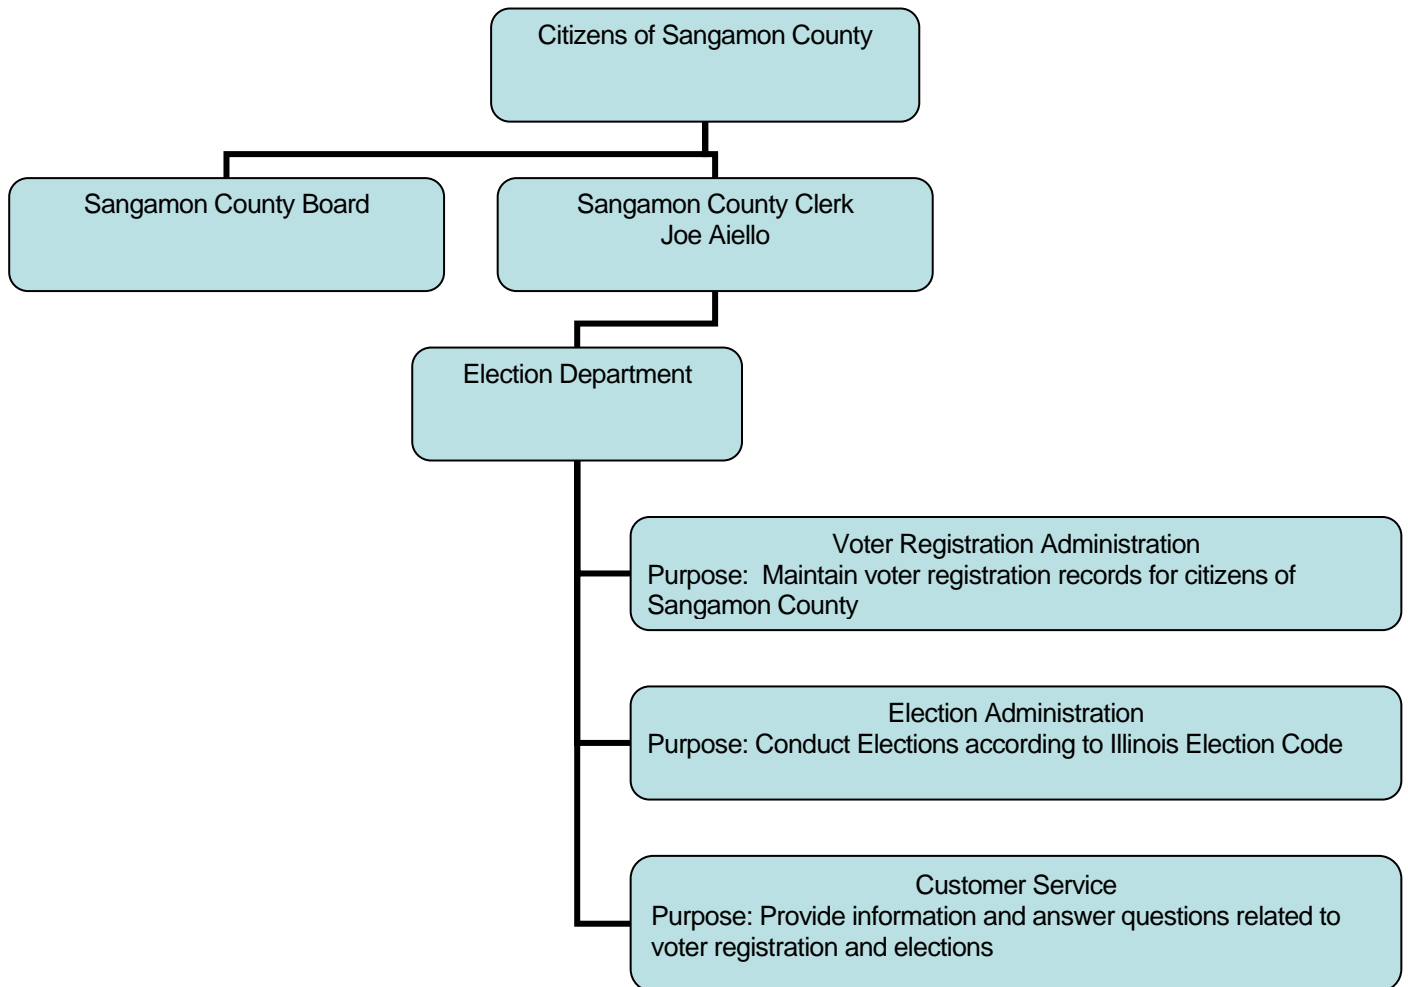 Citizens of Sangamon County
Sangamon County Board
Sangamon County Clerk
Joe Aiello
Election Department
Voter Registration Administration
Purpose:  Maintain voter registration records for citizens of
Sangamon County
Election Administration
Purpose: Conduct Elections according to Illinois Election Code
Customer Service
Purpose: Provide information and answer questions related to
voter registration and elections